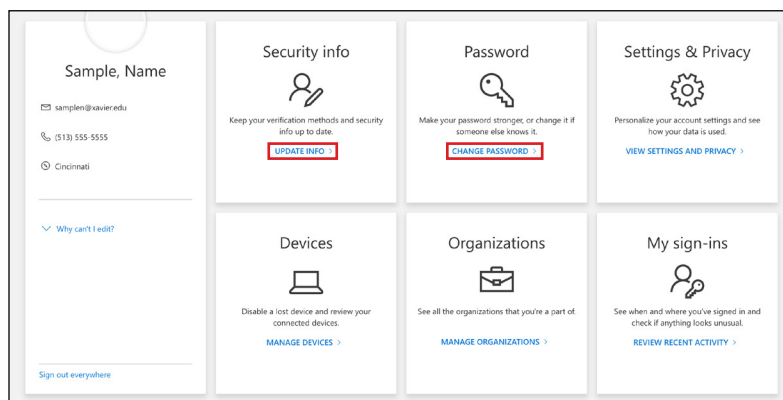 Sample, Name
samplen@xavier.edu
(513) 555-5555
Cincinnati
Why can't I edit?
Sign out everywhere
Security info
Keep your verification methods and security
info up to date.
UPDATE INFO >
Password
Make your password stronger, or change it if
someone else knows it.
CHANGE PASSWORD >
Settings & Privacy
Personalize your account settings and see
how your data is used.
VIEW SETTINGS AND PRIVACY >
Devices
Disable a lost device and review your
connected devices.
MANAGE DEVICES >
Organizations
See all the organizations that you're a part of.
MANAGE ORGANIZATIONS >
My sign-ins
See when and where you've signed in and
check if anything looks unusual.
REVIEW RECENT ACTIVITY >